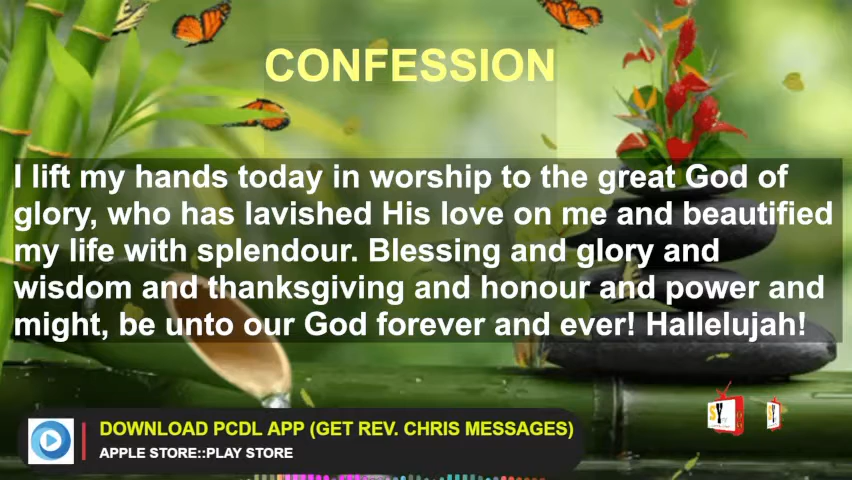 CONFESSION
I lift my hands today in worship to the great God of
glory, who has lavished His love on me and beautified
my life with splendour. Blessing and glory and
wisdom and thanksgiving and honour and power and
might, be unto our God forever and ever! Hallelujah!
DOWNLOAD PCDL APP (GET REV. CHRIS MESSAGES)
APPLE STORE::PLAY STORE
SY